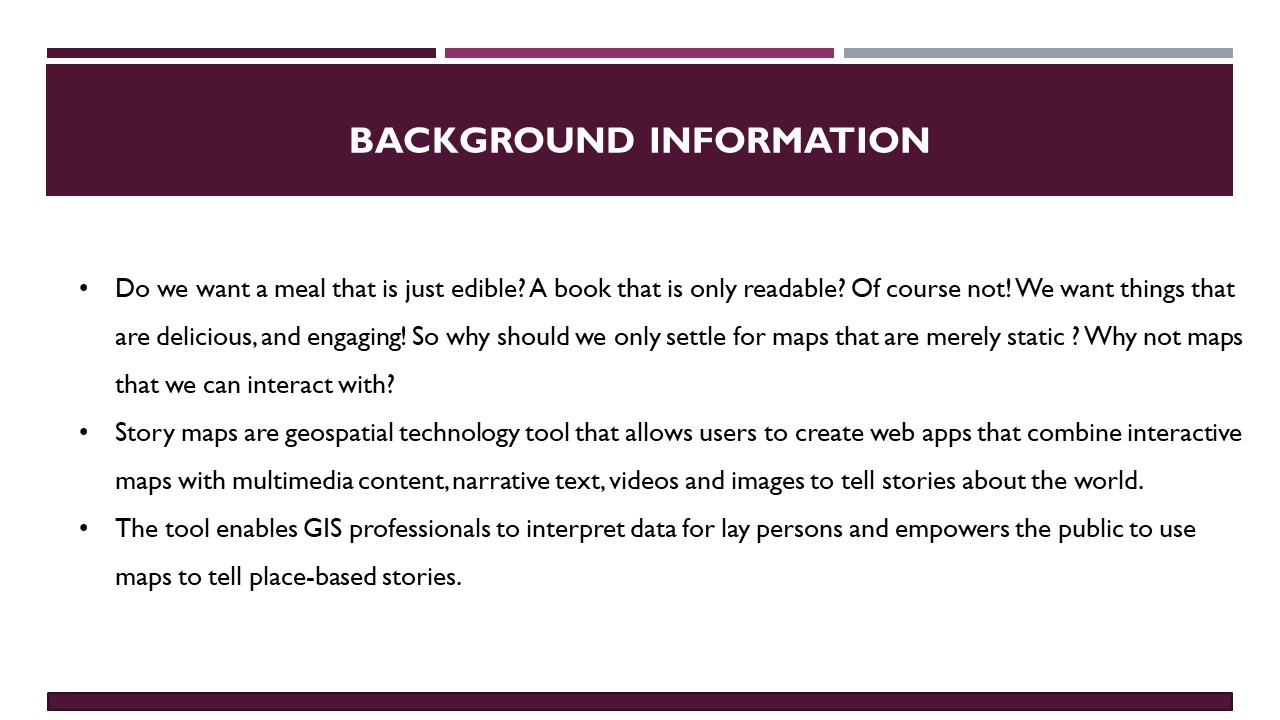 BACKGROUND INFORMATION
• Do we want a meal that is just edible? A book that is only readable? Of course not! We want things that
are delicious, and engaging! So why should we only settle for maps that are merely static ? Why not maps
that we can interact with?
• Story maps are geospatial technology tool that allows users to create web apps that combine interactive
maps with multimedia content, narrative text, videos and images to tell stories about the world.
• The tool enables GIS professionals to interpret data for lay persons and empowers the public to use
maps to tell place-based stories.